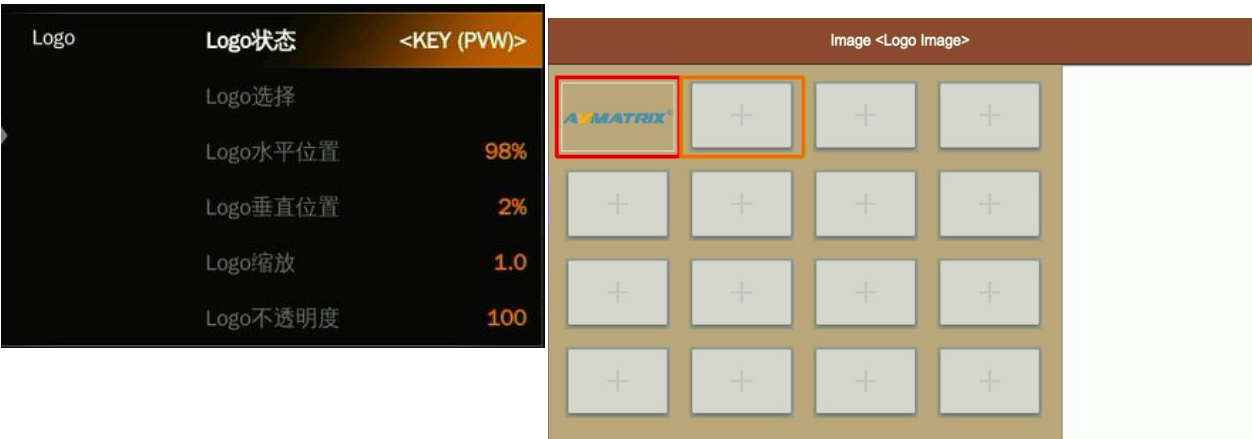 Logo
Logo状态 <KEY (PVW)>
Logo选择
Logo水平位置 98%
Logo垂直位置 2%
Logo缩放 1.0
Logo不透明度 100
Image <Logo Image>
AVMATRIX®